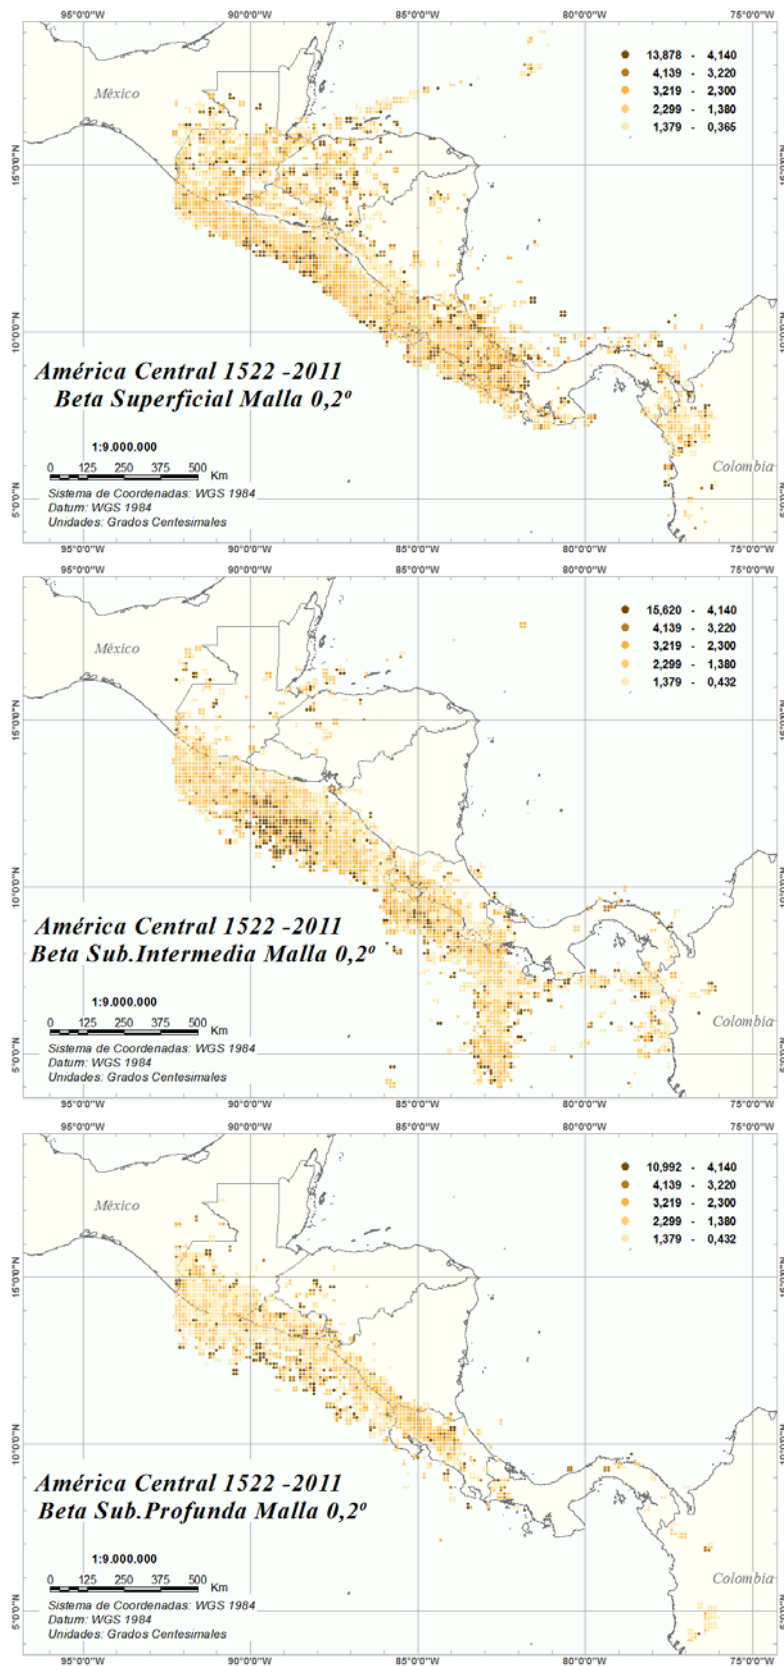 95°0'0"W 90°0'0"W 85°0'0"W 80°0'0"W 75°0'0"W
México
13,878 - 4,140
4,139 - 3,220
3,219 - 2,300
2,299 - 1,380
1,379 - 0,365
15°0'0"N
10°0'0"N
América Central 1522 -2011
Beta Superficial Malla 0,2º
1:9.000.000
0 125 250 375 500 Km
Colombia
Sistema de Coordenadas: WGS 1984
Datum: WGS 1984
Unidades: Grados Centesimales
5°0'0"N
95°0'0"W 90°0'0"W 85°0'0"W 80°0'0"W 75°0'0"W
México
15,620 - 4,140
4,139 - 3,220
3,219 - 2,300
2,299 - 1,380
1,379 - 0,432
15°0'0"N
10°0'0"N
América Central 1522 -2011
Beta Sub.Intermedia Malla 0,2º
1:9.000.000
0 125 250 375 500 Km
Colombia
Sistema de Coordenadas: WGS 1984
Datum: WGS 1984
Unidades: Grados Centesimales
5°0'0"N
95°0'0"W 90°0'0"W 85°0'0"W 80°0'0"W 75°0'0"W
México
10,992 - 4,140
4,139 - 3,220
3,219 - 2,300
2,299 - 1,380
1,379 - 0,432
15°0'0"N
10°0'0"N
América Central 1522 -2011
Beta Sub.Profunda Malla 0,2º
1:9.000.000
0 125 250 375 500 Km
Colombia
Sistema de Coordenadas: WGS 1984
Datum: WGS 1984
Unidades: Grados Centesimales
5°0'0"N
95°0'0"W 90°0'0"W 85°0'0"W 80°0'0"W 75°0'0"W